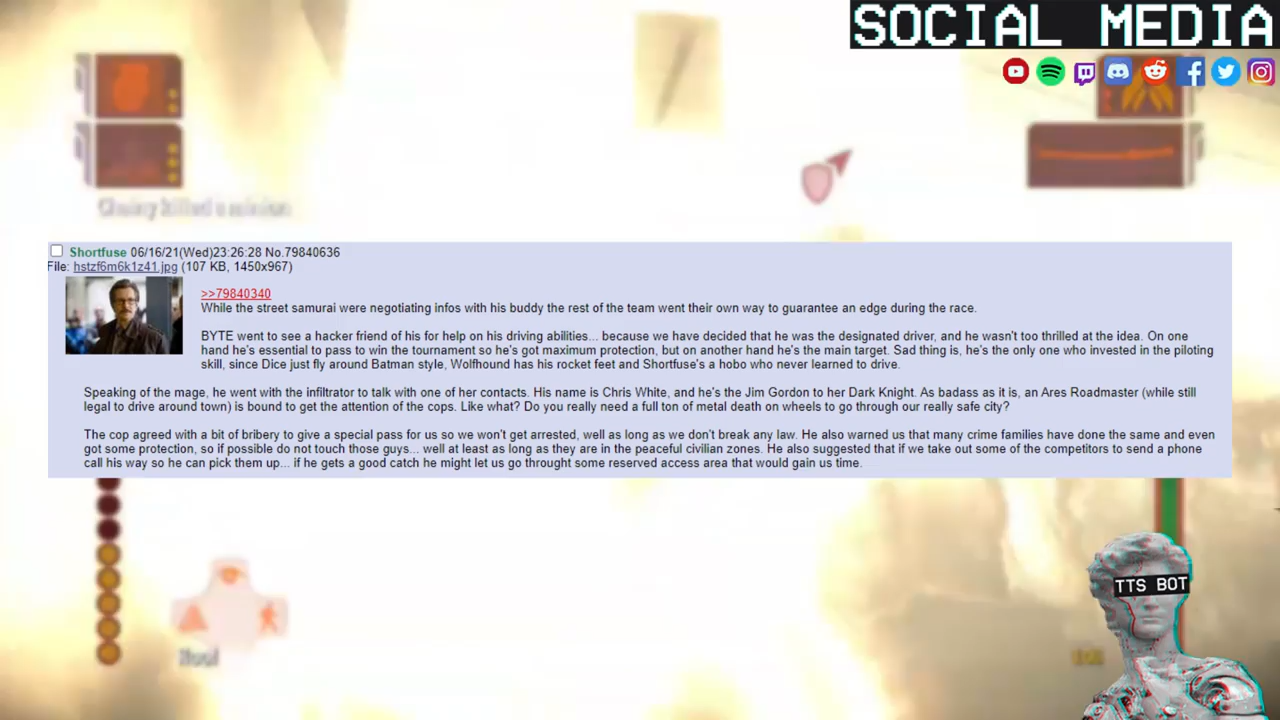 SOCIAL MEDIA
Shortfuse 06/16/21(Wed)23:26:28 No.79840636
File: hstzf6m6k1z41.jpg (107 KB, 1450x967)
>>79840340
While the street samurai were negotiating infos with his buddy the rest of the team went their own way to guarantee an edge during the race.
BYTE went to see a hacker friend of his for help on his driving abilities... because we have decided that he was the designated driver, and he wasn't too thrilled at the idea. On one
hand he's essential to pass to win the tournament so he's got maximum protection, but on another hand he's the main target. Sad thing is, he's the only one who invested in the piloting
skill, since Dice just fly around Batman style, Wolfhound has his rocket feet and Shortfuse's a hobo who never learned to drive.
Speaking of the mage, he went with the infiltrator to talk with one of her contacts. His name is Chris White, and he's the Jim Gordon to her Dark Knight. As badass as it is, an Ares Roadmaster (while still
legal to drive around town) is bound to get the attention of the cops. Like what? Do you really need a full ton of metal death on wheels to go through our really safe city?
The cop agreed with a bit of bribery to give a special pass for us so we won't get arrested, well as long as we don't break any law. He also warned us that many crime families have done the same and even
got some protection, so if possible do not touch those guys... well at least as long as they are in the peaceful civilian zones. He also suggested that if we take out some of the competitors to send a phone
call his way so he can pick them up... if he gets a good catch he might let us go throught some reserved access area that would gain us time.
TTS BOT